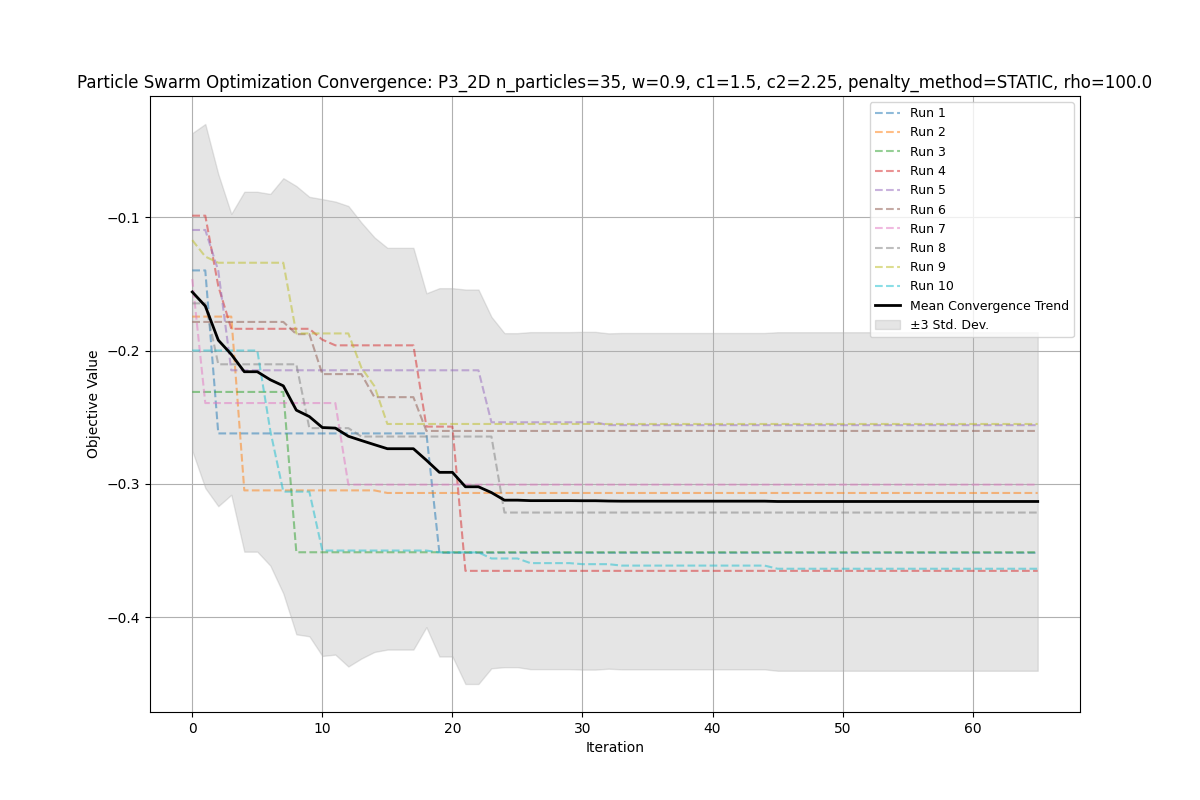 Particle Swarm Optimization Convergence: P3_2D n_particles=35, w=0.9, c1=1.5, c2=2.25, penalty_method=STATIC, rho=100.0
Run 1
Run 2
Run 3
Run 4
Run 5
Run 6
Run 7
Run 8
Run 9
Run 10
Mean Convergence Trend
±3 Std. Dev.
Objective Value
−0.1
−0.2
−0.3
−0.4
0 10 20 30 40 50 60
Iteration